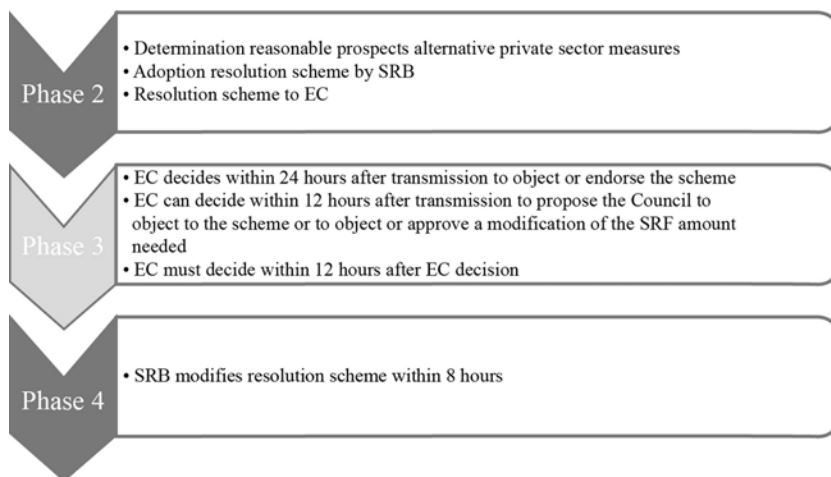 Phase 2
• Determination reasonable prospects alternative private sector measures
• Adoption resolution scheme by SRB
• Resolution scheme to EC
Phase 3
• EC decides within 24 hours after transmission to object or endorse the scheme
• EC can decide within 12 hours after transmission to propose the Council to
object to the scheme or to object or approve a modification of the SRF amount
needed
• EC must decide within 12 hours after EC decision
Phase 4
• SRB modifies resolution scheme within 8 hours